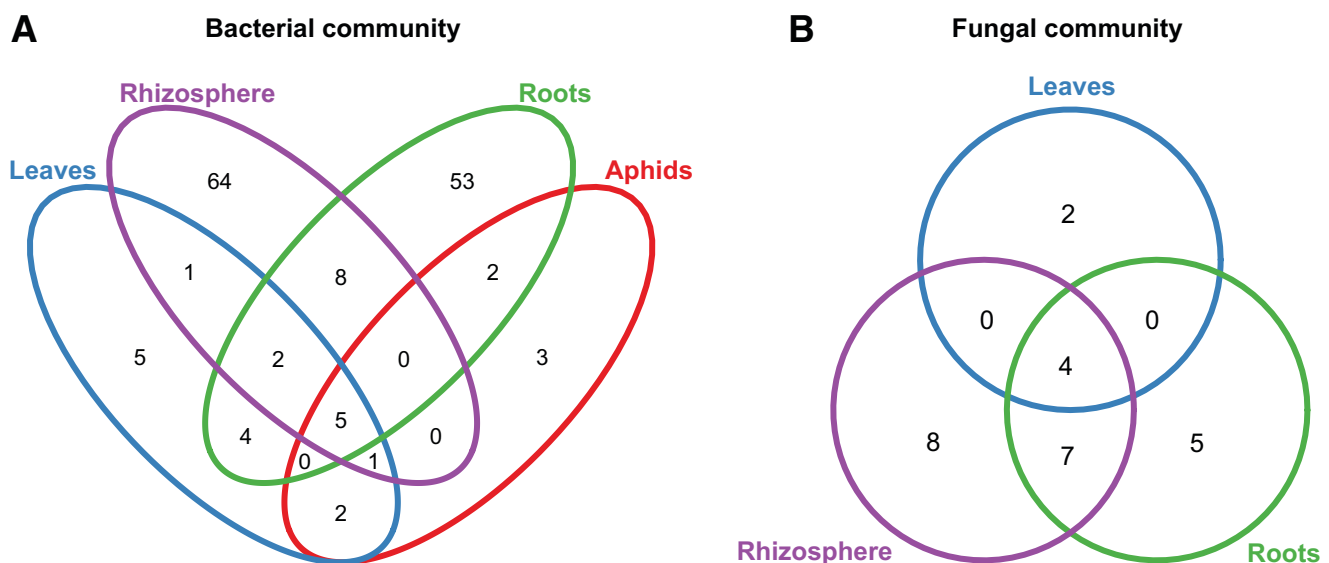 A Bacterial community
Rhizosphere Roots
Leaves Aphids
64 53
1 8 2
5 2 0 3
5
4 0
0 1
2
B Fungal community
Leaves
2
0 0
4
8 7 5
Rhizosphere Roots